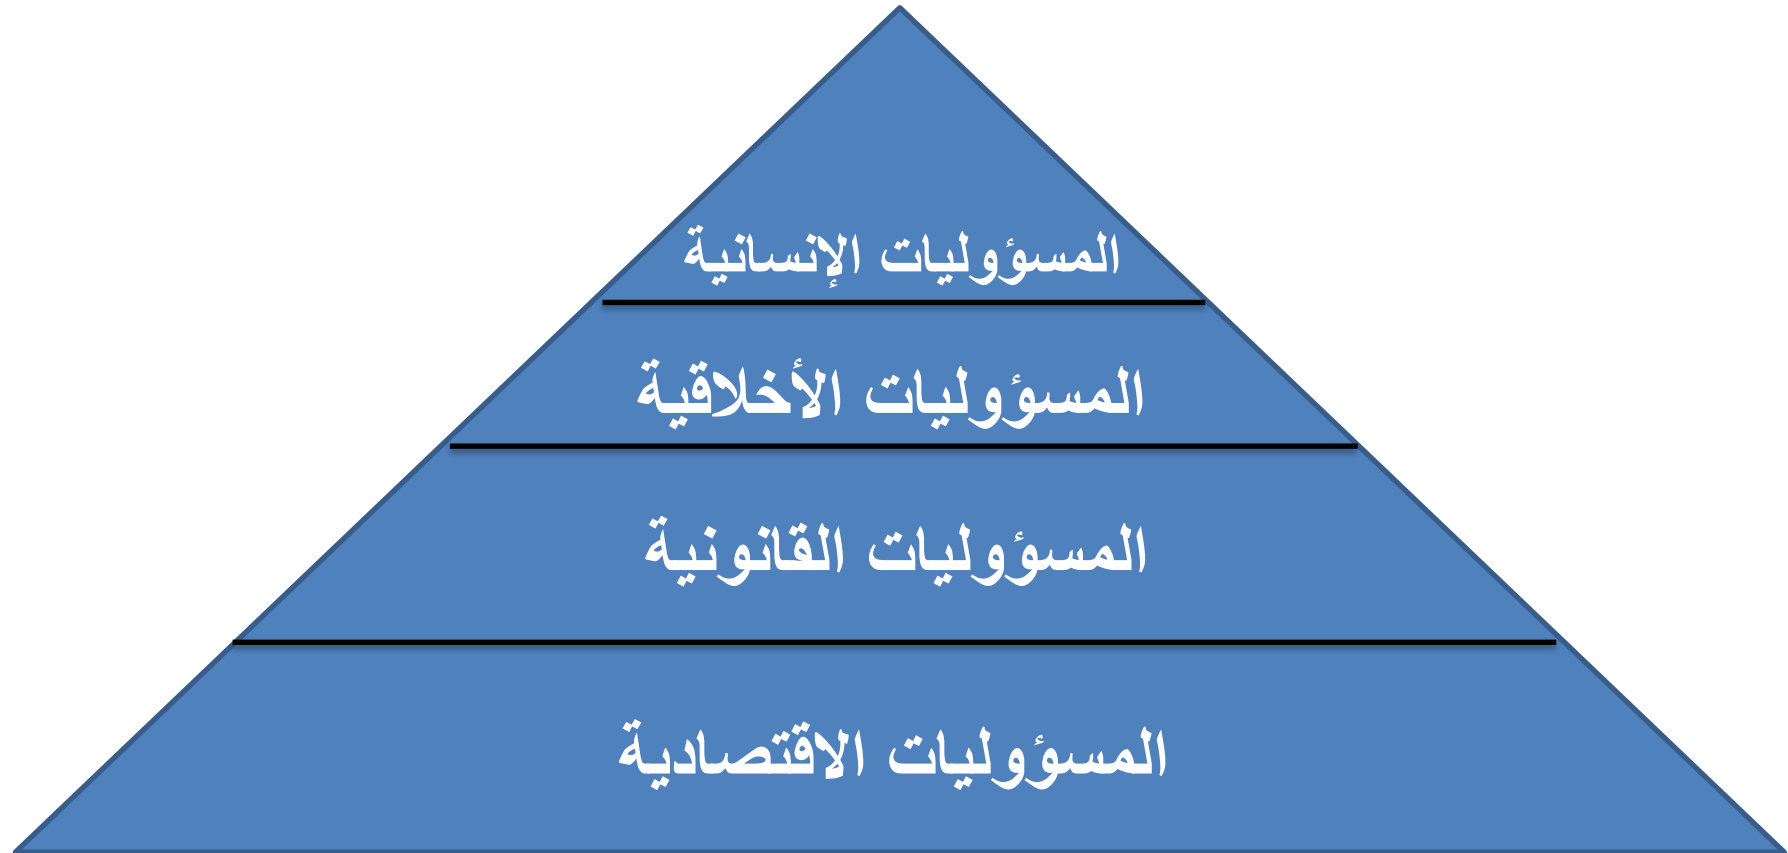 المسؤوليات الإنسانية
المسؤوليات الأخلاقية
المسؤوليات القانونية
المسؤوليات الاقتصادية